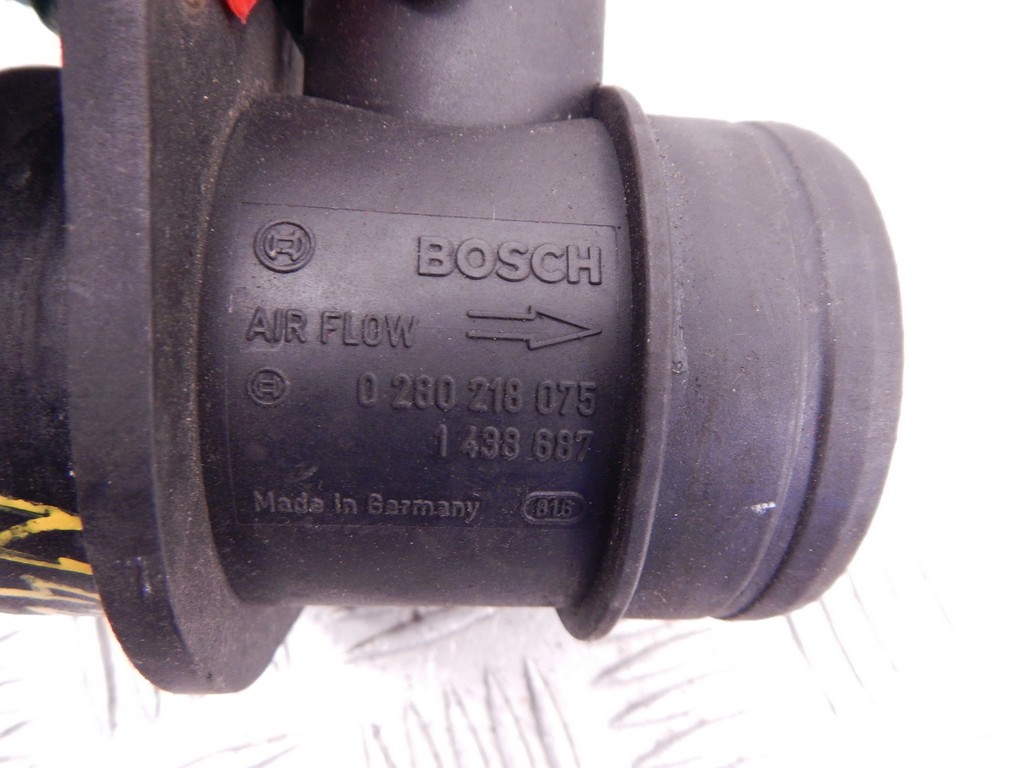 BOSCH
AIR FLOW
0 280 218 075
1 438 687
Made in Germany 816